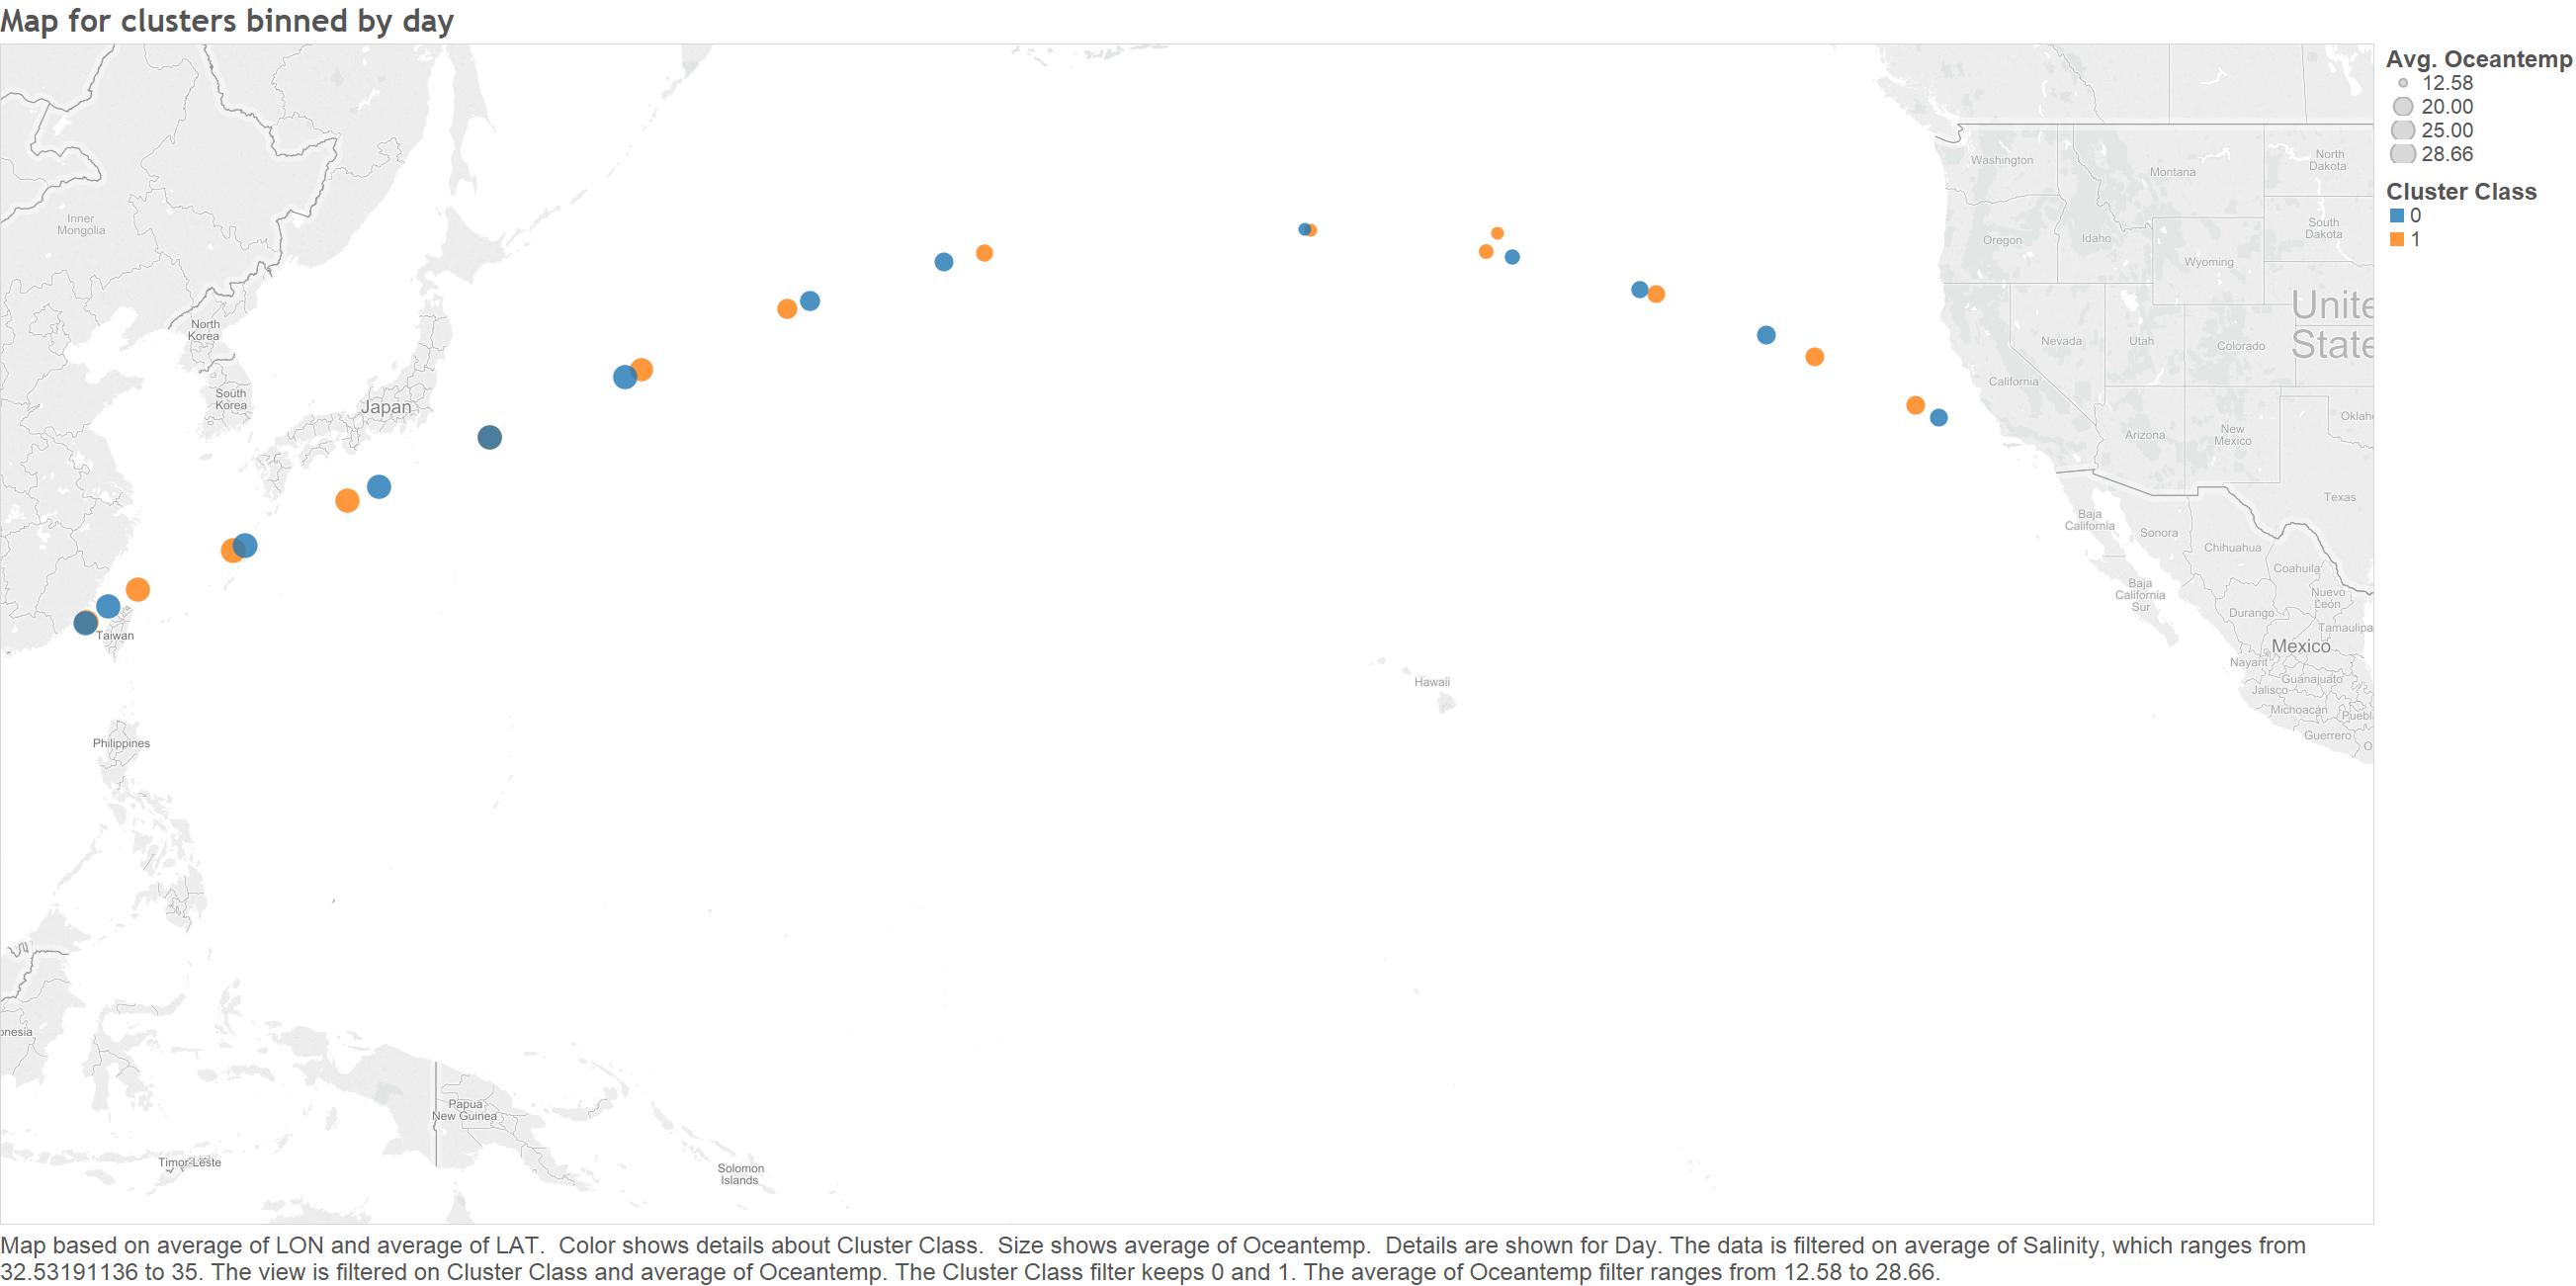 Map for clusters binned by day
Avg. Oceantemp
12.58
20.00
25.00
28.66
Cluster Class
0
1
Inner
Mongolia
North
Korea
South
Korea
Japan
Taiwan
Philippines
onesia
Timor-Leste
Papua
New Guinea
Solomon
Islands
Hawaii
Washington
Montana
North
Dakota
Oregon
Idaho
South
Dakota
Wyoming
Unite
State
Nevada
Utah
Colorado
California
Arizona
New
Mexico
Oklah
Texas
Baja
California
Sonora
Chihuahua
Coahuila
Baja
California
Sur
Nuevo
León
Durango
Tamaulipa
Mexico
Nayarit
Guanajuato
Jalisco
Michoacán
Puebl
Guerrero
O
Map based on average of LON and average of LAT.  Color shows details about Cluster Class.  Size shows average of Oceantemp.  Details are shown for Day. The data is filtered on average of Salinity, which ranges from
32.53191136 to 35. The view is filtered on Cluster Class and average of Oceantemp. The Cluster Class filter keeps 0 and 1. The average of Oceantemp filter ranges from 12.58 to 28.66.